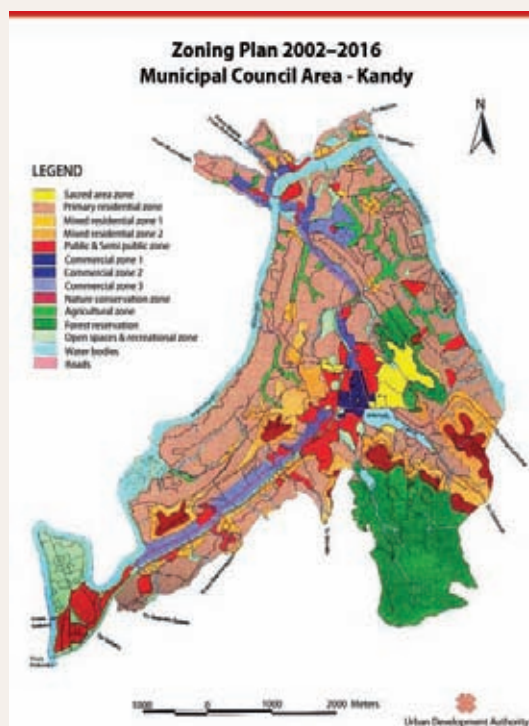 Zoning Plan 2002–2016
Municipal Council Area - Kandy
N
LEGEND
Sacred area zone
Primary residential zone
Mixed residential zone 1
Mixed residential zone 2
Public & Semi public zone
Commercial zone 1
Commercial zone 2
Commercial zone 3
Nature conservation zone
Agricultural zone
Forest reservation
Open spaces & recreational zone
Water bodies
Roads
1000 0 1000 2000 Meters
Urban Development Authority